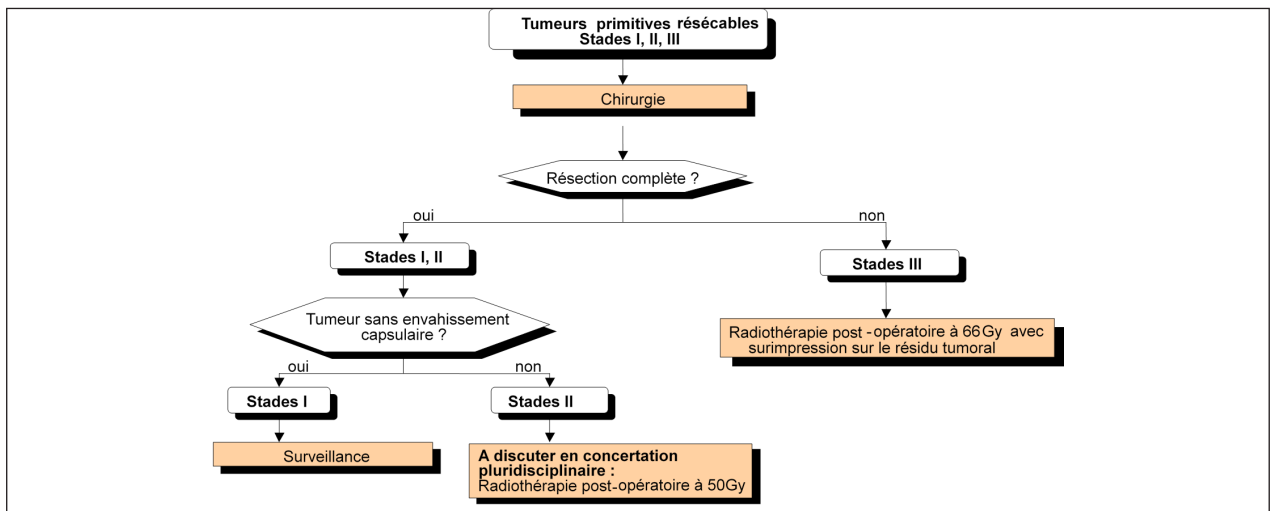 Tumeurs primitives résécables
Stades I, II, III
Chirurgie
Résection complète ?
oui
non
Stades I, II
Stades III
Tumeur sans envahissement
capsulaire ?
Radiothérapie post-opératoire à 66Gy avec
surimpression sur le résidu tumoral
oui
non
Stades I
Stades II
Surveillance
A discuter en concertation
pluridisciplinaire :
Radiothérapie post-opératoire à 50Gy